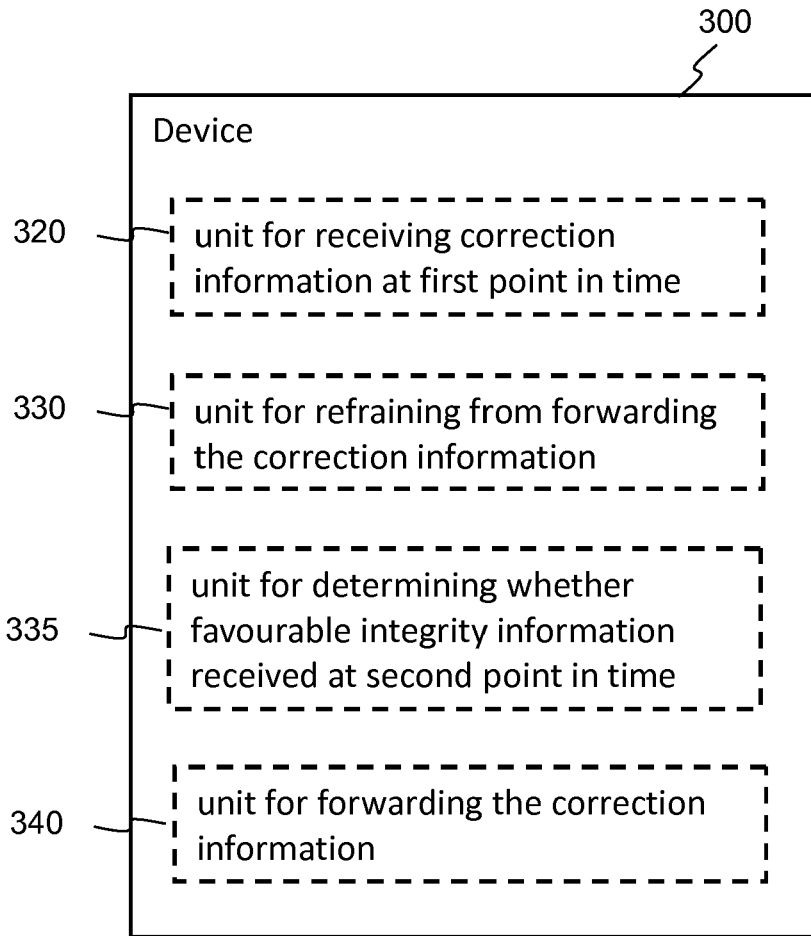 300
Device
320
unit for receiving correction
information at first point in time
330
unit for refraining from forwarding
the correction information
335
unit for determining whether
favourable integrity information
received at second point in time
340
unit for forwarding the correction
information